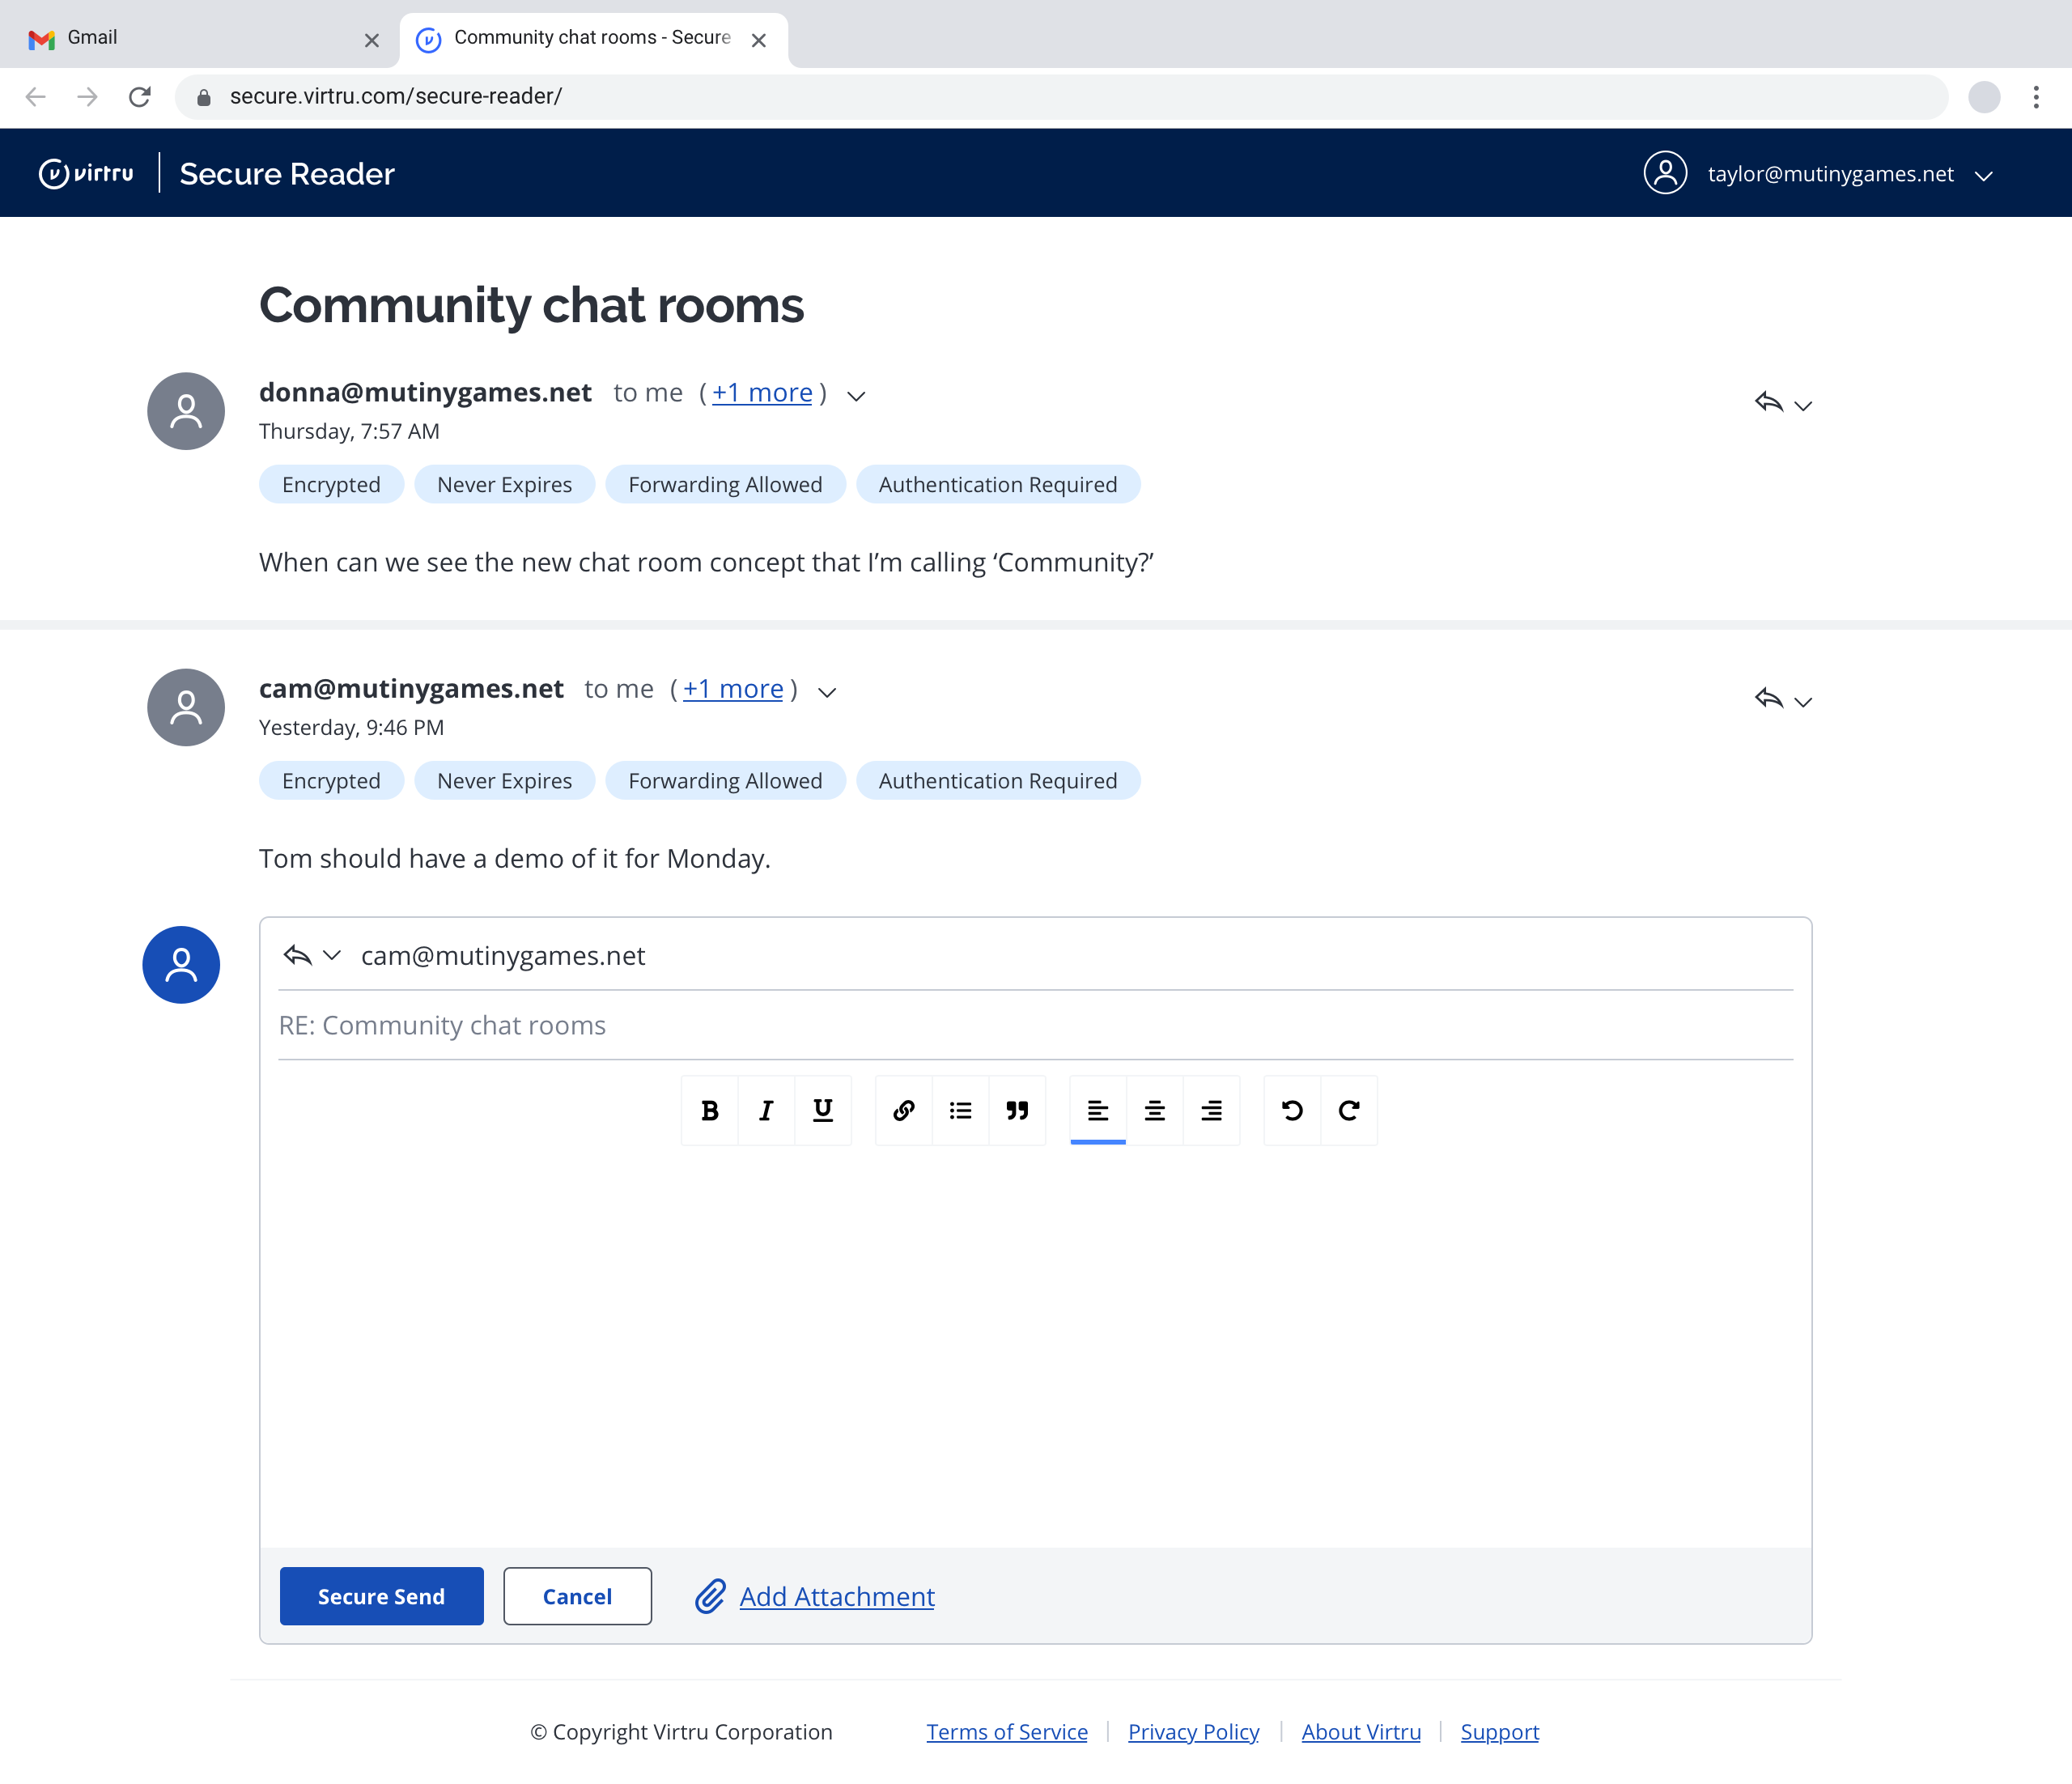 Gmail
Community chat rooms - Secure
secure.virtru.com/secure-reader/
virtru Secure Reader taylor@mutinygames.net
Community chat rooms
donna@mutinygames.net to me ( +1 more )
Thursday, 7:57 AM
Encrypted Never Expires Forwarding Allowed Authentication Required
When can we see the new chat room concept that I’m calling ‘Community?’
cam@mutinygames.net to me ( +1 more )
Yesterday, 9:46 PM
Encrypted Never Expires Forwarding Allowed Authentication Required
Tom should have a demo of it for Monday.
cam@mutinygames.net
RE: Community chat rooms
B I U
Secure Send Cancel Add Attachment
© Copyright Virtru Corporation Terms of Service | Privacy Policy | About Virtru | Support